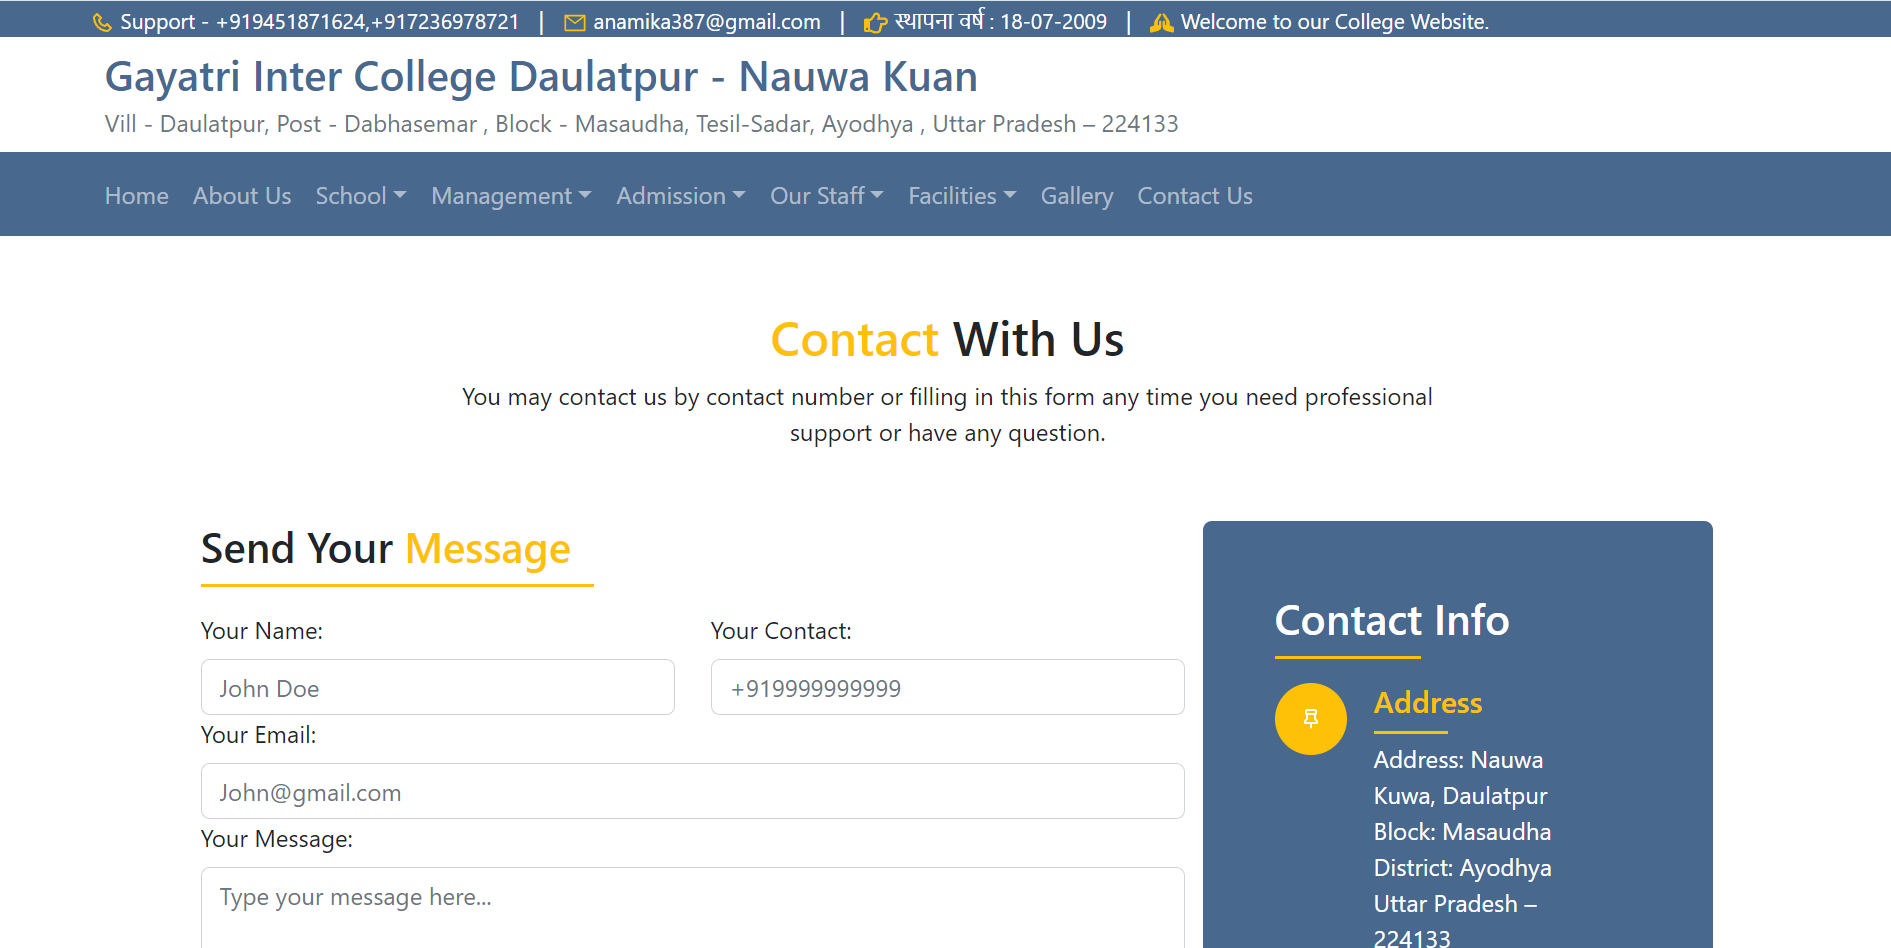 Support - +919451871624,+917236978721 | anamika387@gmail.com | स्थापना वर्ष : 18-07-2009 | Welcome to our College Website.
Gayatri Inter College Daulatpur - Nauwa Kuan
Vill - Daulatpur, Post - Dabhasemar , Block - Masaudha, Tesil-Sadar, Ayodhya , Uttar Pradesh – 224133
Home About Us School Management Admission Our Staff Facilities Gallery Contact Us
Contact With Us
You may contact us by contact number or filling in this form any time you need professional
support or have any question.
Send Your Message
Your Name:
John Doe
Your Contact:
+919999999999
Your Email:
John@gmail.com
Your Message:
Type your message here...
Contact Info
Address
Address: Nauwa
Kuwa, Daulatpur
Block: Masaudha
District: Ayodhya
Uttar Pradesh –
224133